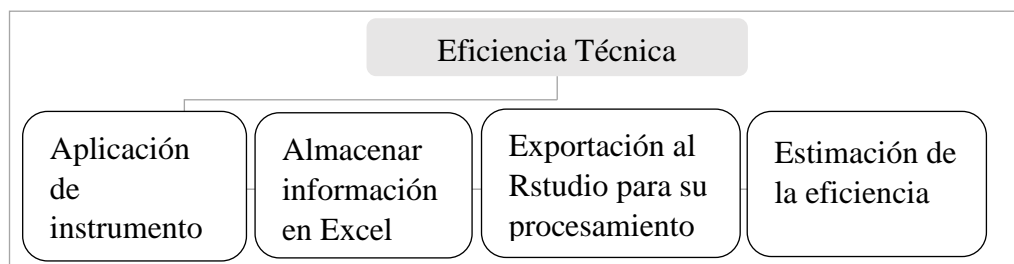 Eficiencia Técnica
Aplicación
de
instrumento
Almacenar
información
en Excel
Exportación al
Rstudio para su
procesamiento
Estimación de
la eficiencia